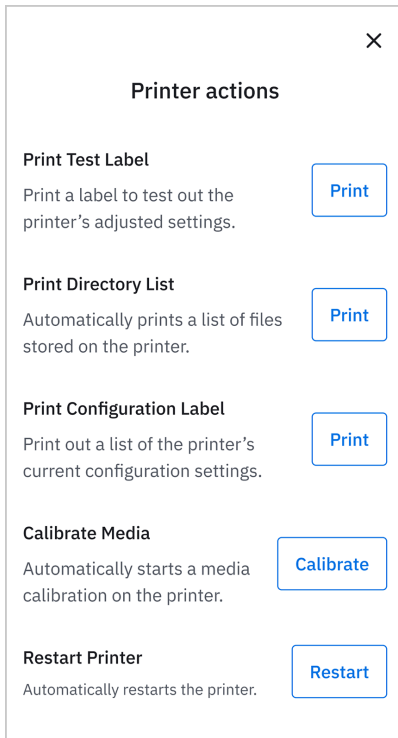 Printer actions
Print Test Label
Print a label to test out the
printer’s adjusted settings.
Print
Print Directory List
Automatically prints a list of files
stored on the printer.
Print
Print Configuration Label
Print out a list of the printer’s
current configuration settings.
Print
Calibrate Media
Automatically starts a media
calibration on the printer.
Calibrate
Restart Printer
Automatically restarts the printer.
Restart